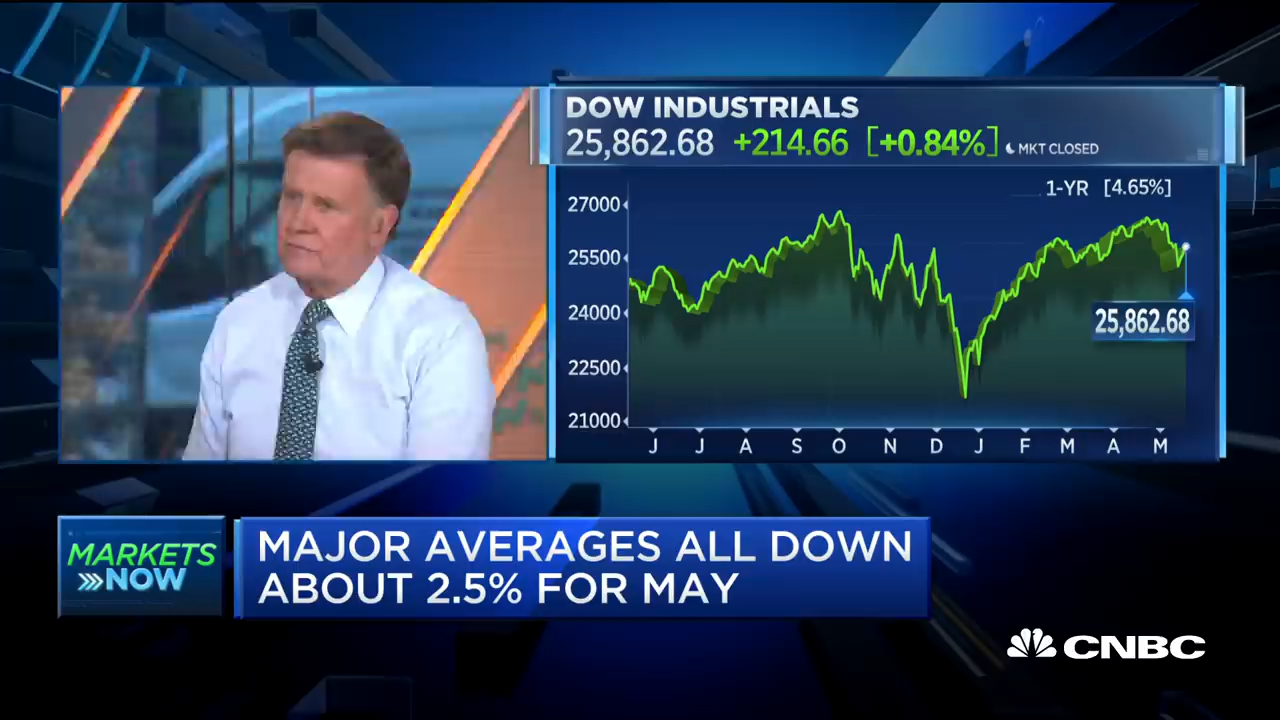 DOW INDUSTRIALS
25,862.68 +214.66 [+0.84%] MKT CLOSED
1-YR [4.65%]
27000
25500
24000
22500
21000
25,862.68
J J A S O N D J F M A M
MARKETS
NOW
MAJOR AVERAGES ALL DOWN
ABOUT 2.5% FOR MAY
CNBC